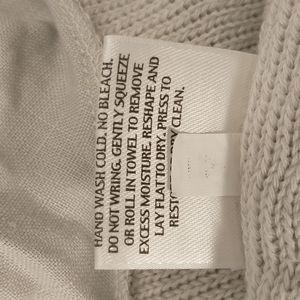 HAND WASH COLD. NO BLEACH.
DO NOT WRING. GENTLY SQUEEZE
OR ROLL IN TOWEL TO REMOVE
EXCESS MOISTURE. RESHAPE AND
LAY FLAT TO DRY. PRESS TO
DRY CLEAN.